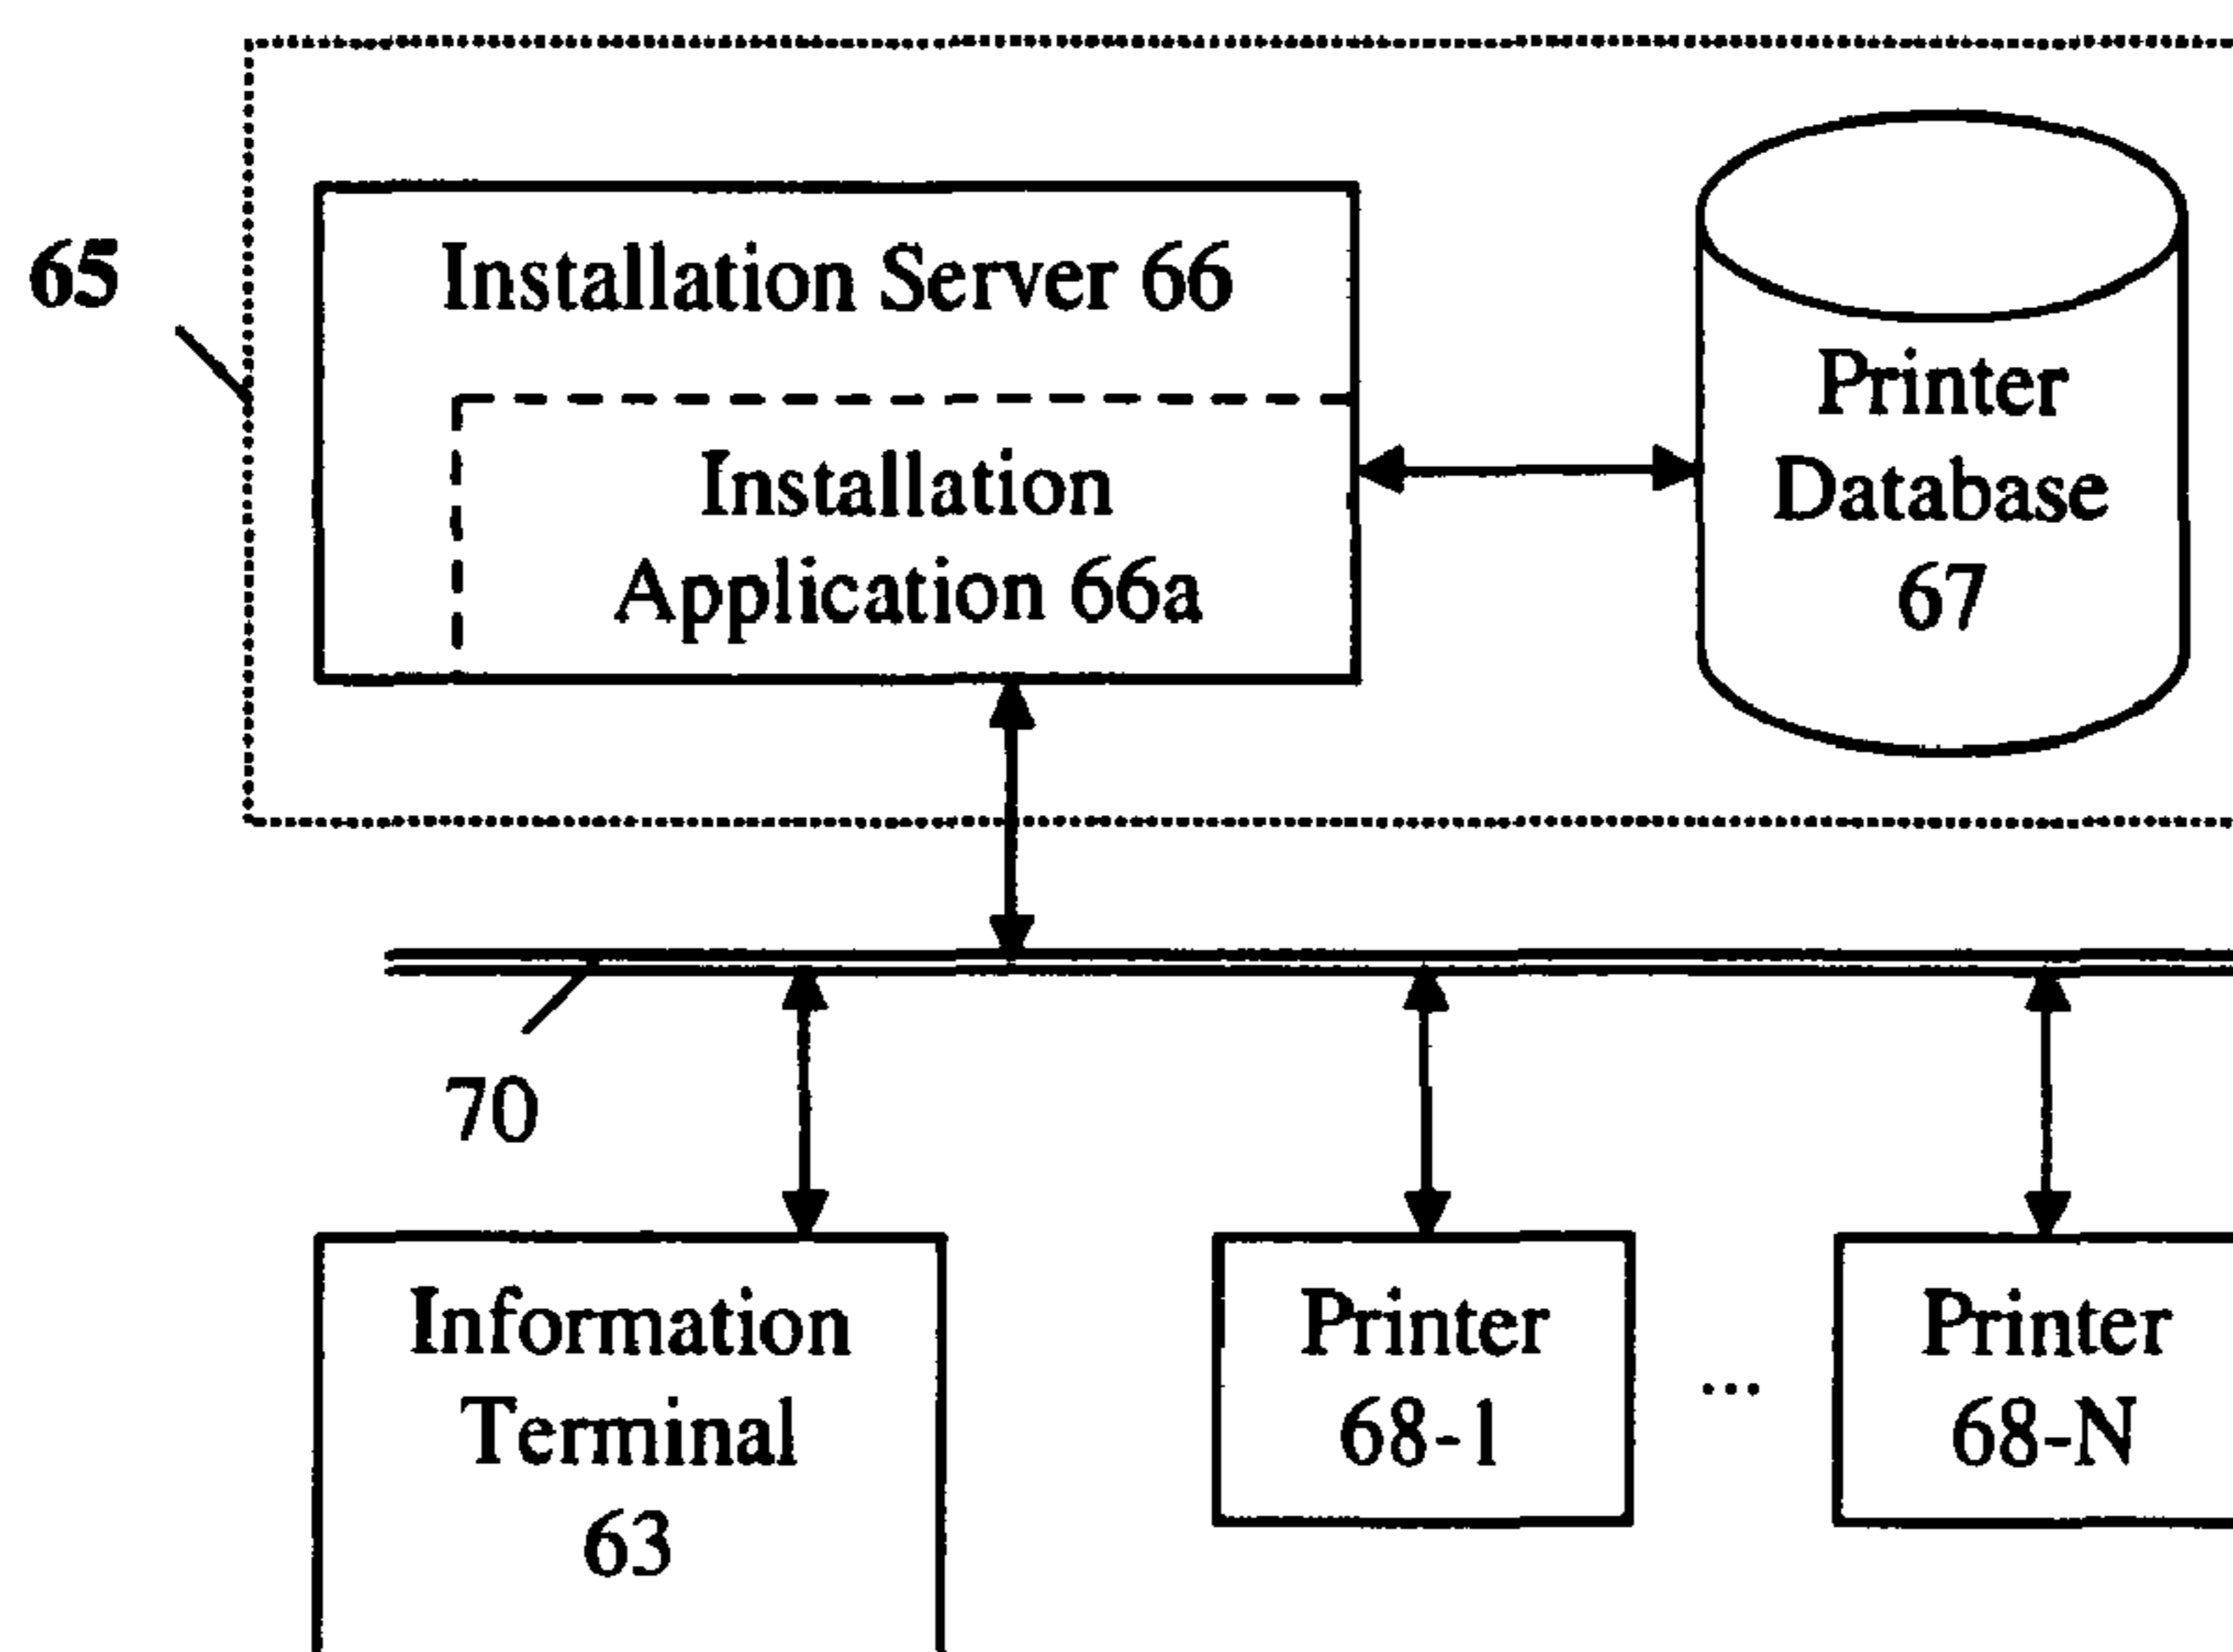 65
Installation Server 66
Installation
Application 66a
Printer
Database
67
70
Information
Terminal
63
Printer
68-1
...
Printer
68-N